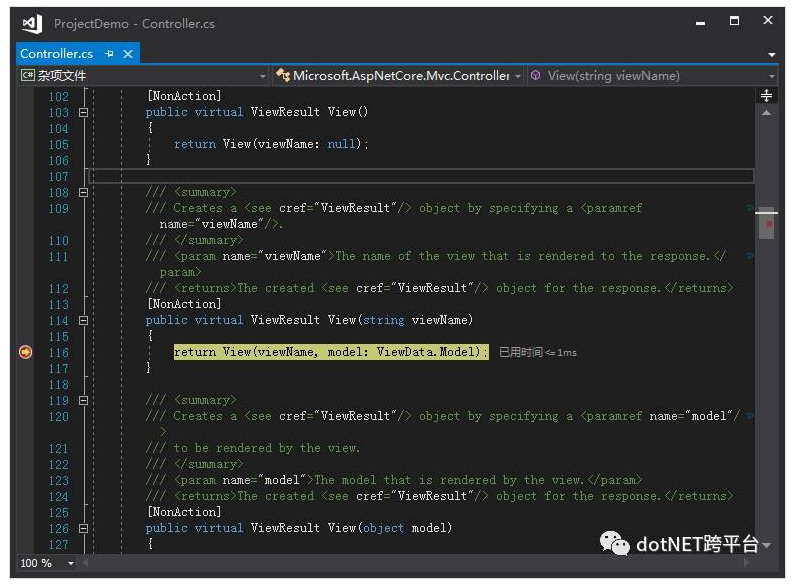 ProjectDemo - Controller.cs
Controller.cs
C# 杂项文件 Microsoft.AspNetCore.Mvc.Controller View(string viewName)
102 [NonAction]
103 public virtual ViewResult View()
104 {
105 return View(viewName: null);
106 }
107
108 /// <summary>
109 /// Creates a <see cref="ViewResult"/> object by specifying a <paramref
name="viewName"/>.
110 /// </summary>
111 /// <param name="viewName">The name of the view that is rendered to the response.</
param>
112 /// <returns>The created <see cref="ViewResult"/> object for the response.</returns>
113 [NonAction]
114 public virtual ViewResult View(string viewName)
115 {
116 return View(viewName, model: ViewData.Model); 已用时间 <= 1ms
117 }
118
119 /// <summary>
120 /// Creates a <see cref="ViewResult"/> object by specifying a <paramref name="model"/
>
121 /// to be rendered by the view.
122 /// </summary>
123 /// <param name="model">The model that is rendered by the view.</param>
124 /// <returns>The created <see cref="ViewResult"/> object for the response.</returns>
125 [NonAction]
126 public virtual ViewResult View(object model)
127 {
dotNET跨平台
100 %